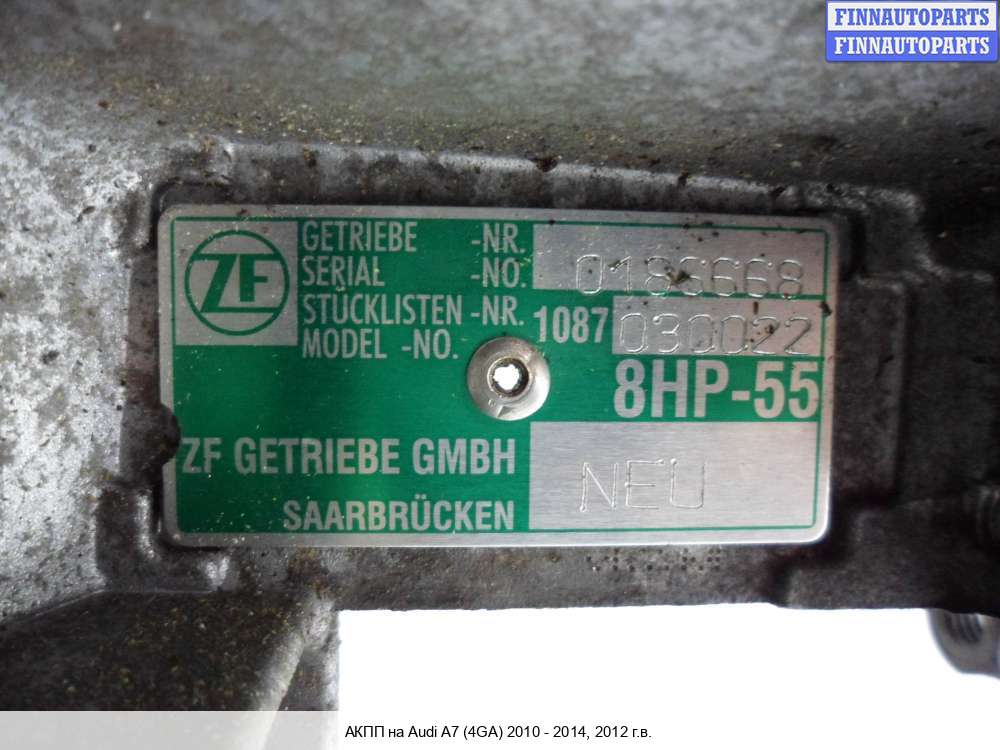 FINNAUTOPARTS
FINNAUTOPARTS
ZF
GETRIEBE -NR.
SERIAL -NO. 0186668
STÜCKLISTEN -NR.
MODEL -NO. 1087 030022
8HP-55
ZF GETRIEBE GMBH
SAARBRÜCKEN
NEU
АКПП на Audi A7 (4GA) 2010 - 2014, 2012 г.в.